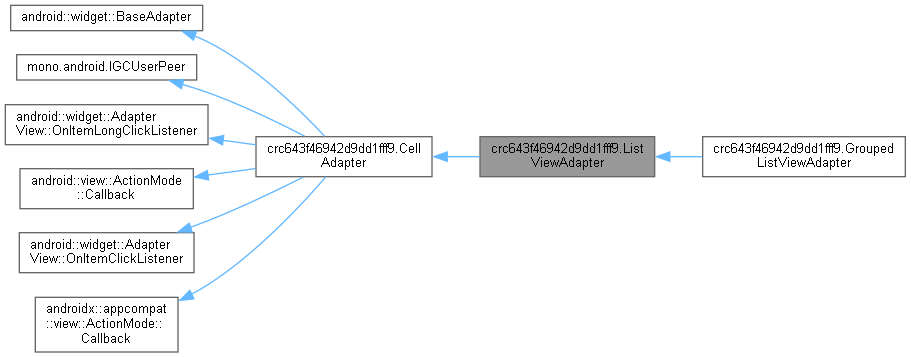 android::widget::BaseAdapter
mono.android.IGCUserPeer
android::widget::Adapter
View::OnItemLongClickListener
android::view::ActionMode
::Callback
android::widget::Adapter
View::OnItemClickListener
androidx::appcompat
::view::ActionMode::
Callback
crc643f46942d9dd1fff9.Cell
Adapter
crc643f46942d9dd1fff9.List
ViewAdapter
crc643f46942d9dd1fff9.Grouped
ListViewAdapter